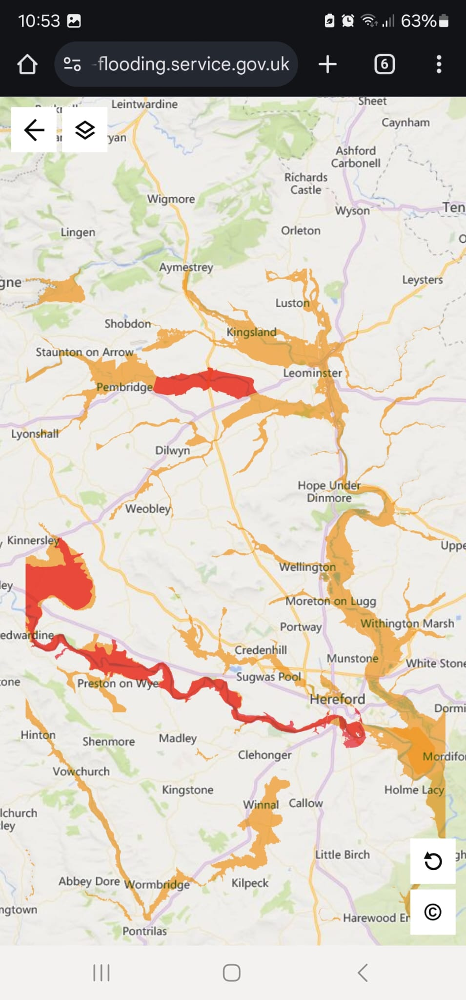 10:53
63%
-flooding.service.gov.uk
6
Leintwardine
Sheet
Caynham
Ashford
Carbonell
Richards
Castle
Wigmore
Wyson
Ten
Lingen
Orleton
Aymestrey
gne
Leysters
Luston
Shobdon
Kingsland
Staunton on Arrow
Leominster
Pembridge
Lyonshall
Dilwyn
Hope Under
Dinmore
Weobley
Kinnersley
Uppe
Wellington
ley
Moreton on Lugg
Withington Marsh
Portway
edwardine
Credenhill
Munstone
White Stone
Sugwas Pool
tone
Preston on Wye
Hereford
Dormi
Hinton
Shenmore
Madley
Clehonger
Mordifor
Vowchurch
Kingstone
Holme Lacy
Winnal
Callow
lchurch
ley
Little Birch
gh
Abbey Dore
Wormbridge
Kilpeck
ngtown
Harewood En
©
Pontrilas